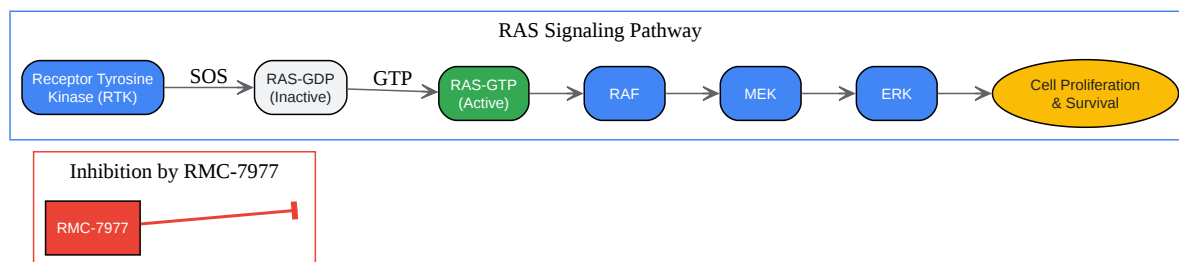 RAS Signaling Pathway
Receptor Tyrosine
Kinase (RTK)
SOS
RAS-GDP
(Inactive)
GTP
RAS-GTP
(Active)
RAF
MEK
ERK
Cell Proliferation
& Survival
Inhibition by RMC-7977
RMC-7977